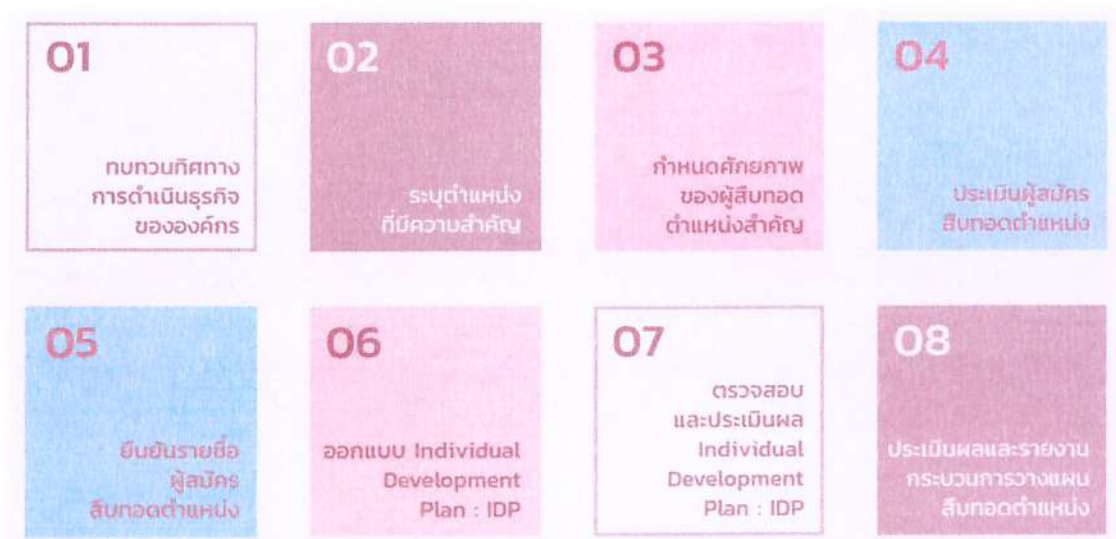 01
ทบทวนทิศทาง
การดำเนินธุรกิจ
ขององค์กร
02
ระบุตำแหน่ง
ที่มีความสำคัญ
03
กำหนดศักยภาพ
ของผู้สืบทอด
ตำแหน่งสำคัญ
04
ประเมินผู้สมัคร
สืบทอดตำแหน่ง
05
ยืนยันรายชื่อ
ผู้สมัคร
สืบทอดตำแหน่ง
06
ออกแบบ Individual
Development
Plan : IDP
07
ตรวจสอบ
และประเมินผล
Individual
Development
Plan : IDP
08
ประเมินผลและรายงาน
กระบวนการวางแผน
สืบทอดตำแหน่ง